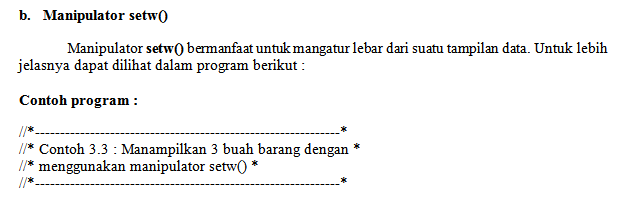 b. Manipulator setw()
Manipulator setw() bermanfaat untuk mangatur lebar dari suatu tampilan data. Untuk lebih
jelasnya dapat dilihat dalam program berikut :
Contoh program :
//*-------------------------------------------------------------*
//* Contoh 3.3 : Manampilkan 3 buah barang dengan *
//* menggunakan manipulator setw() *
//*-------------------------------------------------------------*